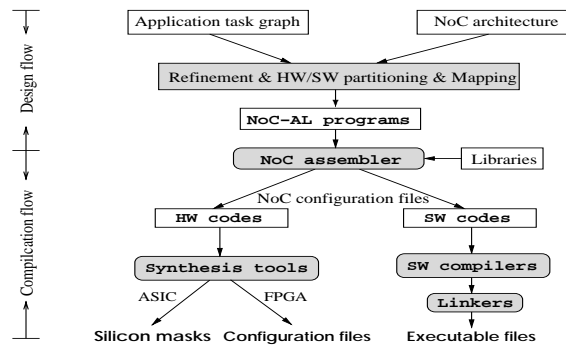 Application task graph
NoC architecture
Design flow
Refinement & HW/SW partitioning & Mapping
NoC-AL programs
NoC assembler
Libraries
NoC configuration files
Compilcation flow
HW codes
SW codes
Synthesis tools
SW compilers
ASIC
FPGA
Linkers
Silicon masks
Configuration files
Executable files